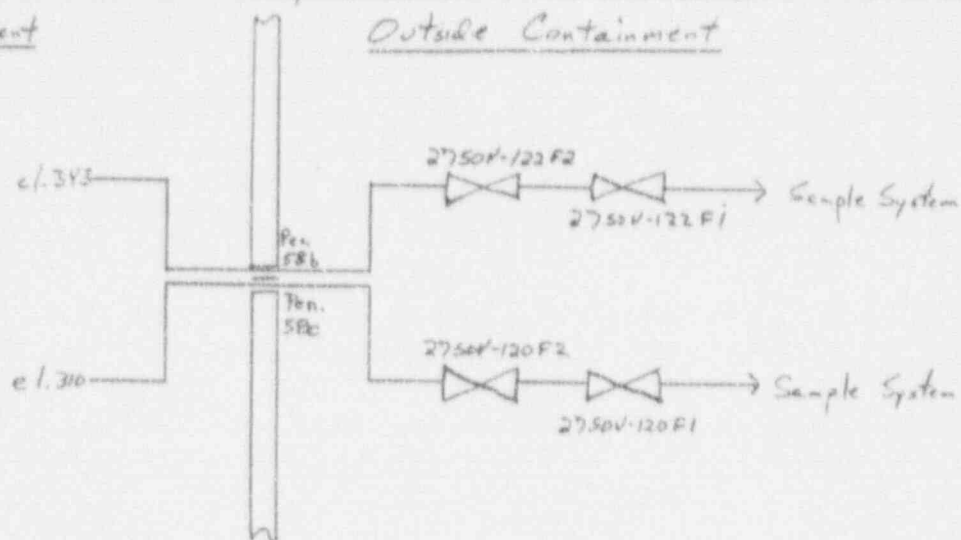 ent
Outside Containment
el. 343
2750V-122F2
Sample System
2750V-122F1
Pen.
58b
Pen.
58c
2750V-120F2
el. 310
Sample System
2750V-120F1